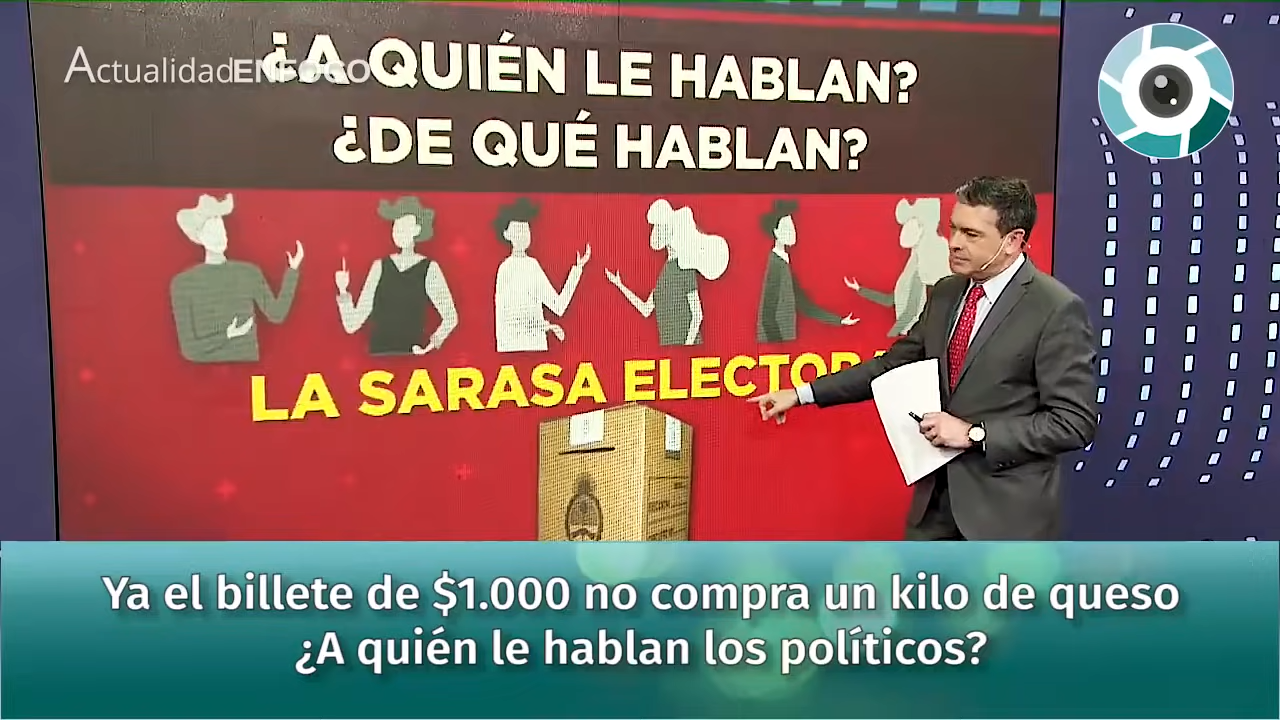 ¿A QUIÉN LE HABLAN?
ActualidadENFOCO
¿DE QUÉ HABLAN?
LA SARASA
Ya el billete de $1.000 no compra un kilo de queso
¿A quién le hablan los políticos?